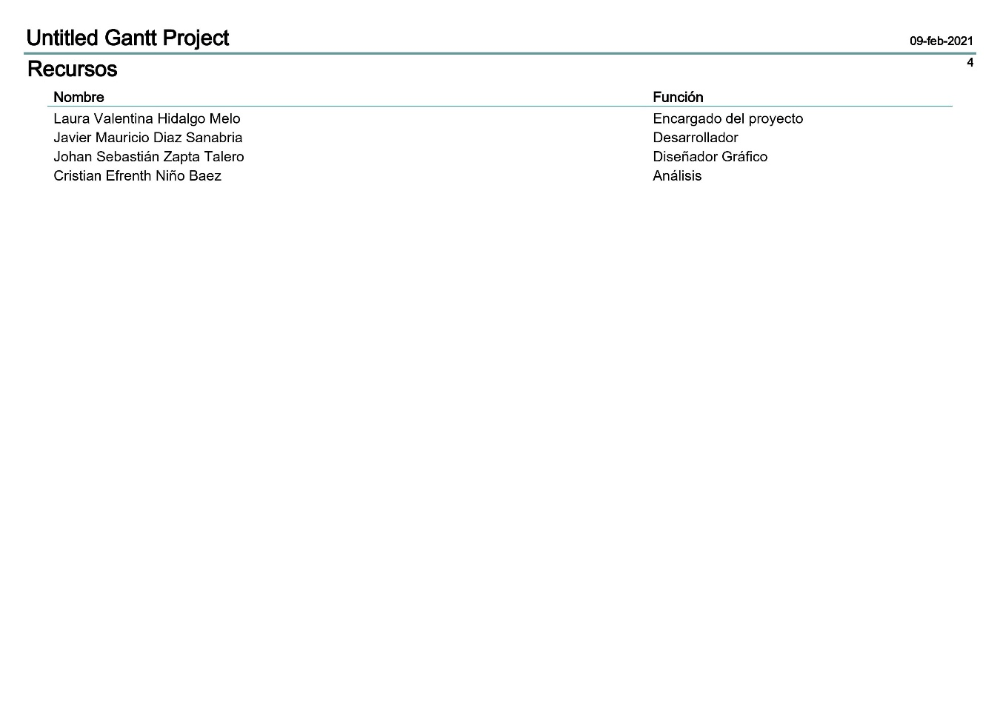 Untitled Gantt Project
09-feb-2021
Recursos
4
Nombre Función
Laura Valentina Hidalgo Melo Encargado del proyecto
Javier Mauricio Diaz Sanabria Desarrollador
Johan Sebastián Zapta Talero Diseñador Gráfico
Cristian Efrenth Niño Baez Análisis